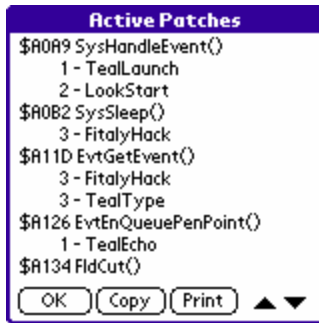 Active Patches
$A0A9 SysHandleEvent()
1 - TealLaunch
2 - LookStart
$A0B2 SysSleep()
3 - FitalyHack
$A11D EvtGetEvent()
3 - FitalyHack
3 - TealType
$A126 EvtEnQueuePenPoint()
1 - TealEcho
$A134 FldCut()
OK Copy Print